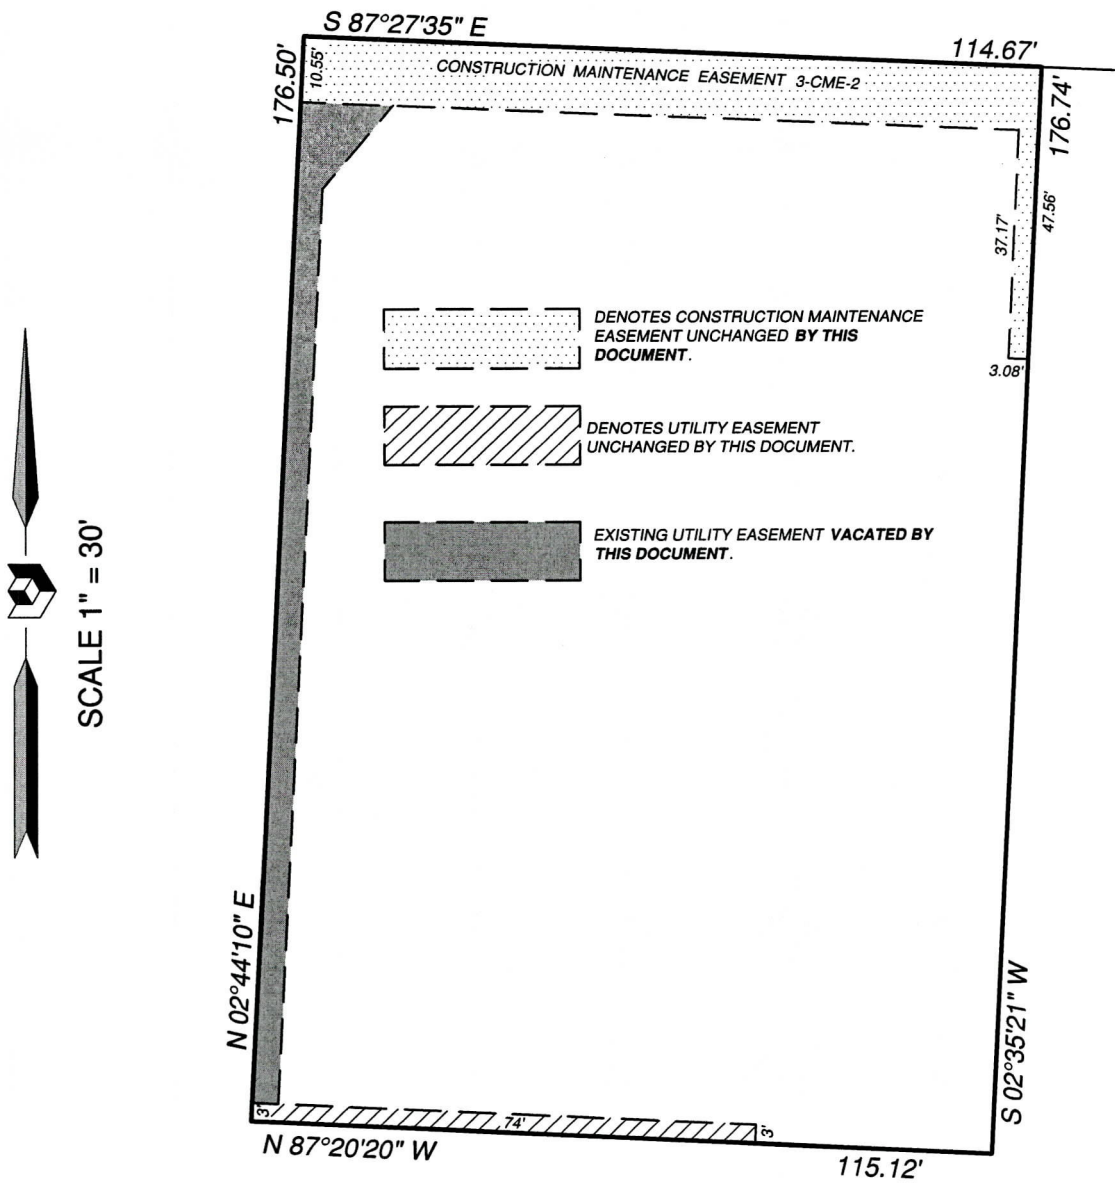 S 87°27'35" E
114.67'
176.50'
10.55'
CONSTRUCTION MAINTENANCE EASEMENT 3-CME-2
176.74'
47.56'
37.17'
3.08'
DENOTES CONSTRUCTION MAINTENANCE
EASEMENT UNCHANGED BY THIS
DOCUMENT.
DENOTES UTILITY EASEMENT
UNCHANGED BY THIS DOCUMENT.
EXISTING UTILITY EASEMENT VACATED BY
THIS DOCUMENT.
SCALE 1" = 30'
N 02°44'10" E
S 02°35'21" W
3'
74'
3'
N 87°20'20" W
115.12'